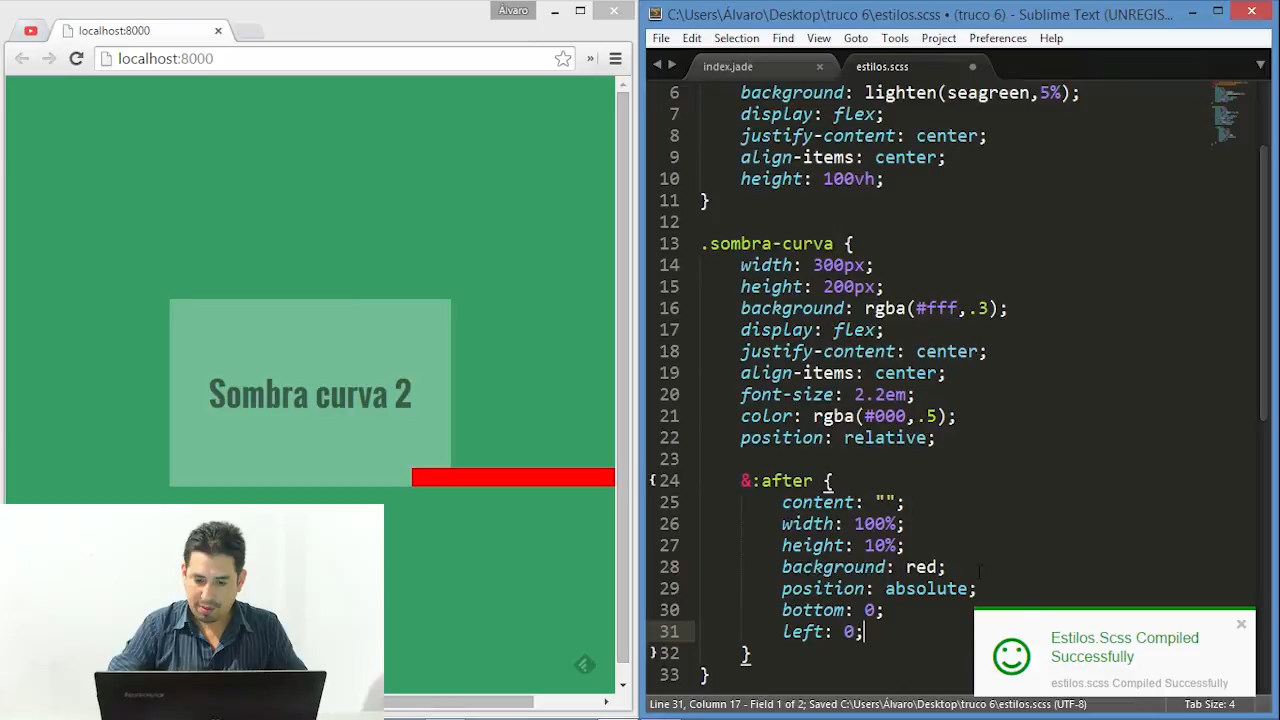 Álvaro
localhost:8000
localhost:8000
»
Sombra curva 2
C:\Users\Álvaro\Desktop\truco 6\estilos.scss • (truco 6) - Sublime Text (UNREGIS...
File Edit Selection Find View Goto Tools Project Preferences Help
index.jade estilos.scss
6 background: lighten(seagreen,5%);
7 display: flex;
8 justify-content: center;
9 align-items: center;
10 height: 100vh;
11 }
12
13 .sombra-curva {
14 width: 300px;
15 height: 200px;
16 background: rgba(#fff,.3);
17 display: flex;
18 justify-content: center;
19 align-items: center;
20 font-size: 2.2em;
21 color: rgba(#000,.5);
22 position: relative;
23
24 &:after {
25 content: "";
26 width: 100%;
27 height: 10%;
28 background: red;
29 position: absolute;
30 bottom: 0;
31 left: 0;
32 }
33 }
Estilos.Scss Compiled
Successfully
estilos.scss Compiled Successfully
Line 31, Column 17 - Field 1 of 2; Saved C:\Users\Álvaro\Desktop\truco 6\estilos.scss (UTF-8) Tab Size: 4